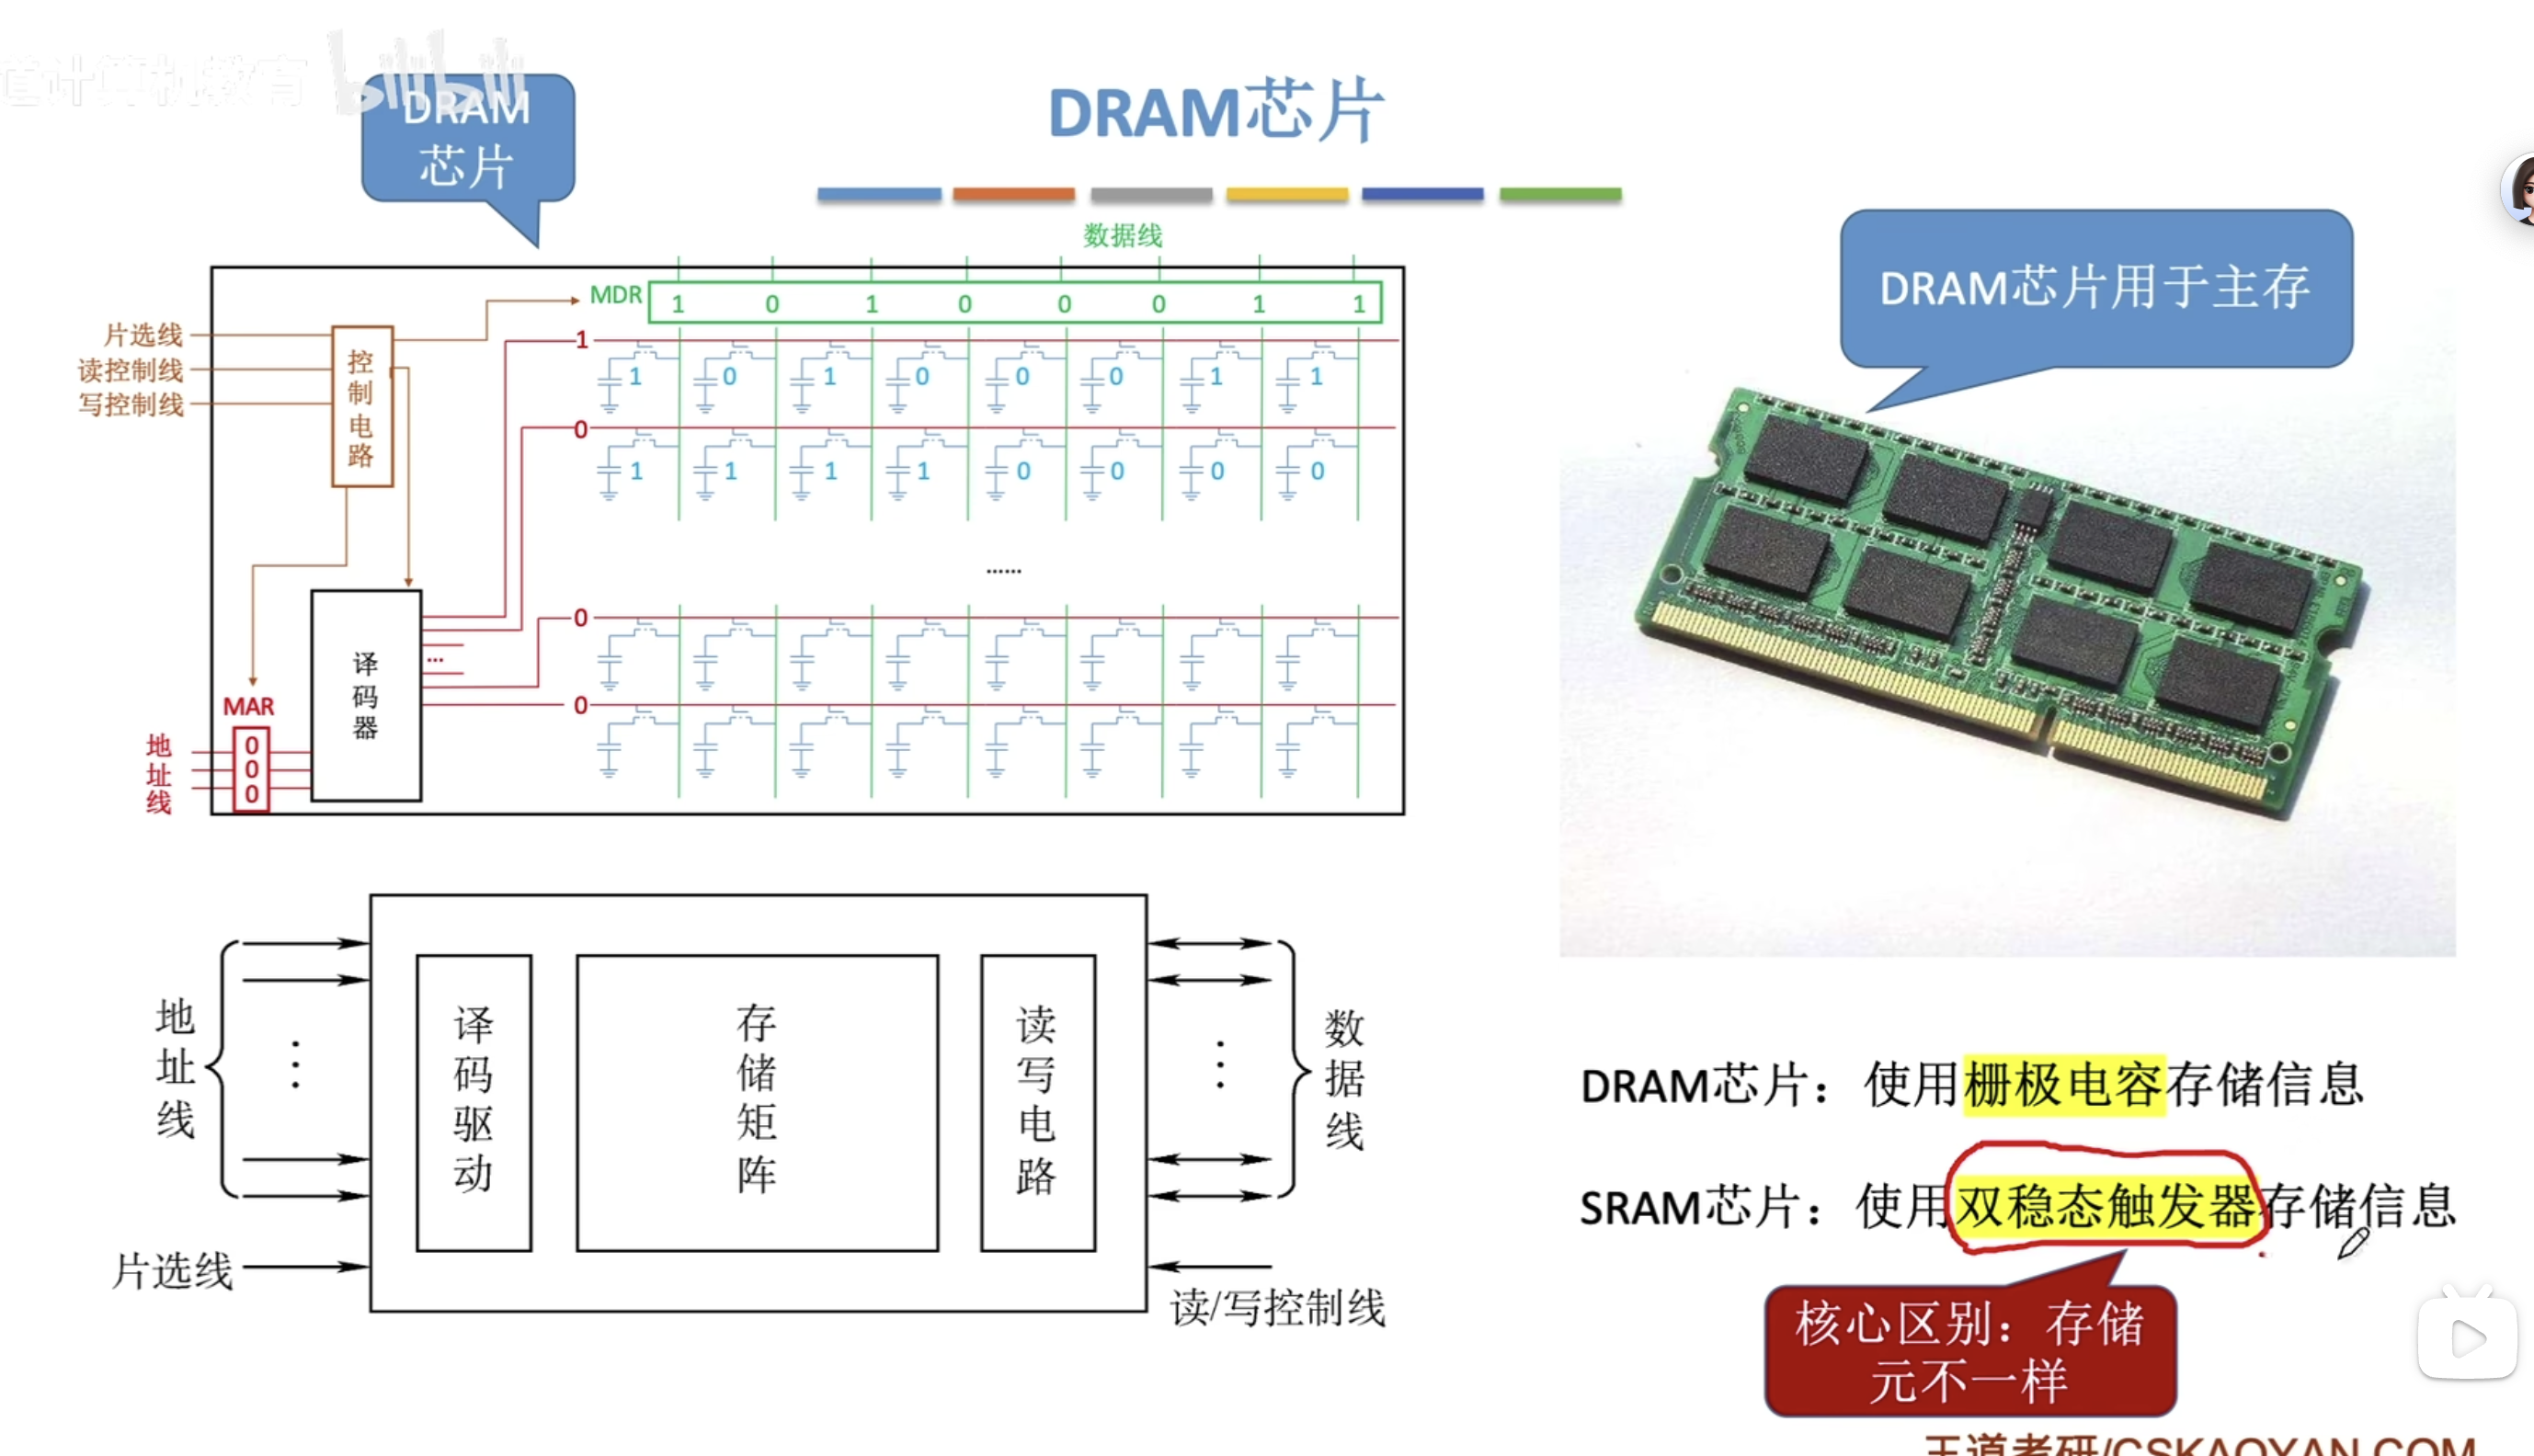 道计算机教育 bilibili
DRAM
芯片
DRAM芯片
数据线
MDR 1 0 1 0 0 0 1 1
片选线
读控制线
写控制线
控制电路
1
1 0 1 0 0 0 1 1
0
1 1 1 1 0 0 0 0
……
0
0
译码器
...
MAR
地址线
0
0
0
DRAM芯片用于主存
地址线
译码驱动
存储矩阵
读写电路
数据线
片选线
读/写控制线
DRAM芯片：使用栅极电容存储信息
SRAM芯片：使用双稳态触发器存储信息
核心区别：存储
元不一样
王道考研/CSKAOYAN.COM